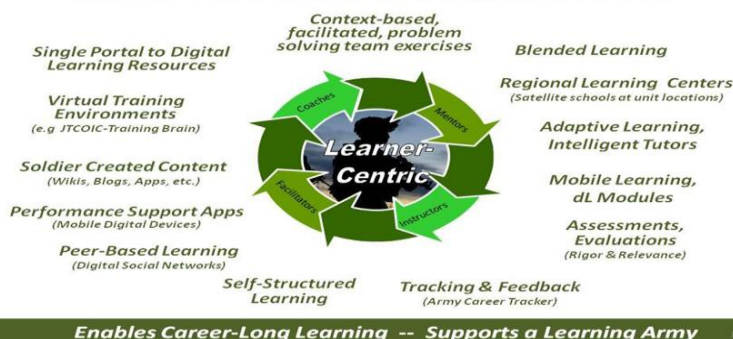 Context-based,
facilitated, problem
solving team exercises
Single Portal to Digital
Learning Resources
Blended Learning
Virtual Training
Environments
(e.g JTCOIC-Training Brain)
Regional Learning Centers
(Satellite schools at unit locations)
Soldier Created Content
(Wikis, Blogs, Apps, etc.)
Adaptive Learning,
Intelligent Tutors
Performance Support Apps
(Mobile Digital Devices)
Mobile Learning,
dL Modules
Peer-Based Learning
(Digital Social Networks)
Assessments,
Evaluations
(Rigor & Relevance)
Self-Structured
Learning
Tracking & Feedback
(Army Career Tracker)
Coaches
Mentors
Learner-
Centric
Facilitators
Instructors
Enables Career-Long Learning -- Supports a Learning Army